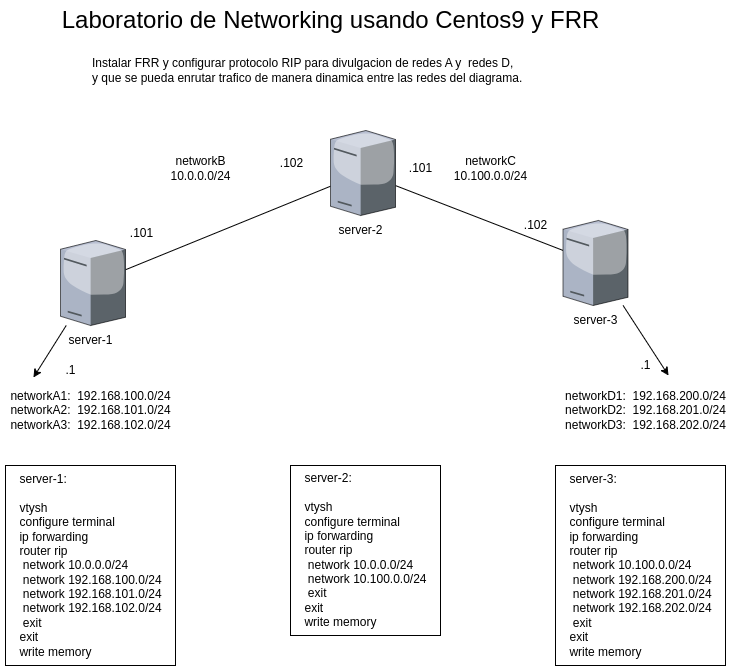 Laboratorio de Networking usando Centos9 y FRR
Instalar FRR y configurar protocolo RIP para divulgacion de redes A y  redes D,
y que se pueda enrutar trafico de manera dinamica entre las redes del diagrama.
networkB
10.0.0.0/24
.102
.101
networkC
10.100.0.0/24
server-2
.101
.102
server-1
server-3
.1
.1
networkA1:  192.168.100.0/24
networkA2:  192.168.101.0/24
networkA3:  192.168.102.0/24
networkD1:  192.168.200.0/24
networkD2:  192.168.201.0/24
networkD3:  192.168.202.0/24
server-1:
vtysh
configure terminal
ip forwarding
router rip
network 10.0.0.0/24
network 192.168.100.0/24
network 192.168.101.0/24
network 192.168.102.0/24
exit
exit
write memory
server-2:
vtysh
configure terminal
ip forwarding
router rip
network 10.0.0.0/24
network 10.100.0.0/24
exit
exit
write memory
server-3:
vtysh
configure terminal
ip forwarding
router rip
network 10.100.0.0/24
network 192.168.200.0/24
network 192.168.201.0/24
network 192.168.202.0/24
exit
exit
write memory